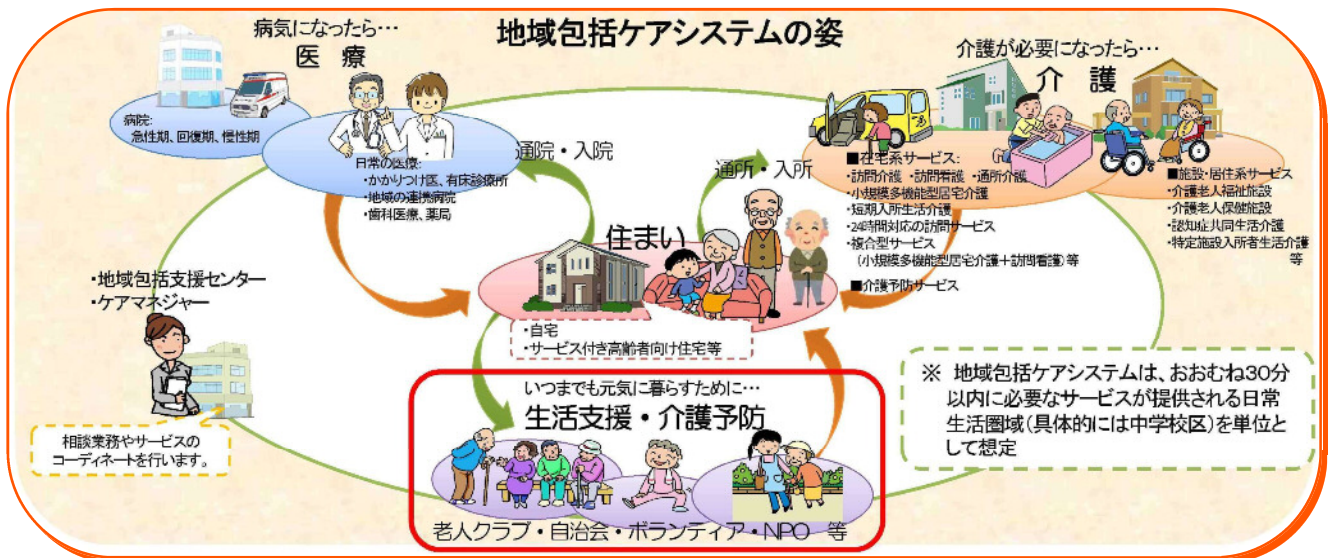 地域包括ケアシステムの姿
病気になったら…
医 療
病院:
急性期、回復期、慢性期
日常の医療:
・かかりつけ医、有床診療所
・地域の連携病院
・歯科医療、薬局
通院・入院
通所・入所
介護が必要になったら…
介 護
■在宅系サービス:
・訪問介護 ・訪問看護 ・通所介護
・小規模多機能型居宅介護
・短期入所生活介護
・24時間対応の訪問サービス
・複合型サービス
(小規模多機能型居宅介護+訪問看護)等
■介護予防サービス
■施設・居住系サービス
・介護老人福祉施設
・介護老人保健施設
・認知症共同生活介護
・特定施設入所者生活介護
等
住まい
・自宅
・サービス付き高齢者向け住宅等
・地域包括支援センター
・ケアマネジャー
相談業務やサービスの
コーディネートを行います。
いつまでも元気に暮らすために…
生活支援・介護予防
老人クラブ・自治会・ボランティア・NPO 等
※ 地域包括ケアシステムは、おおむね30分
以内に必要なサービスが提供される日常
生活圏域(具体的には中学校区)を単位と
して想定